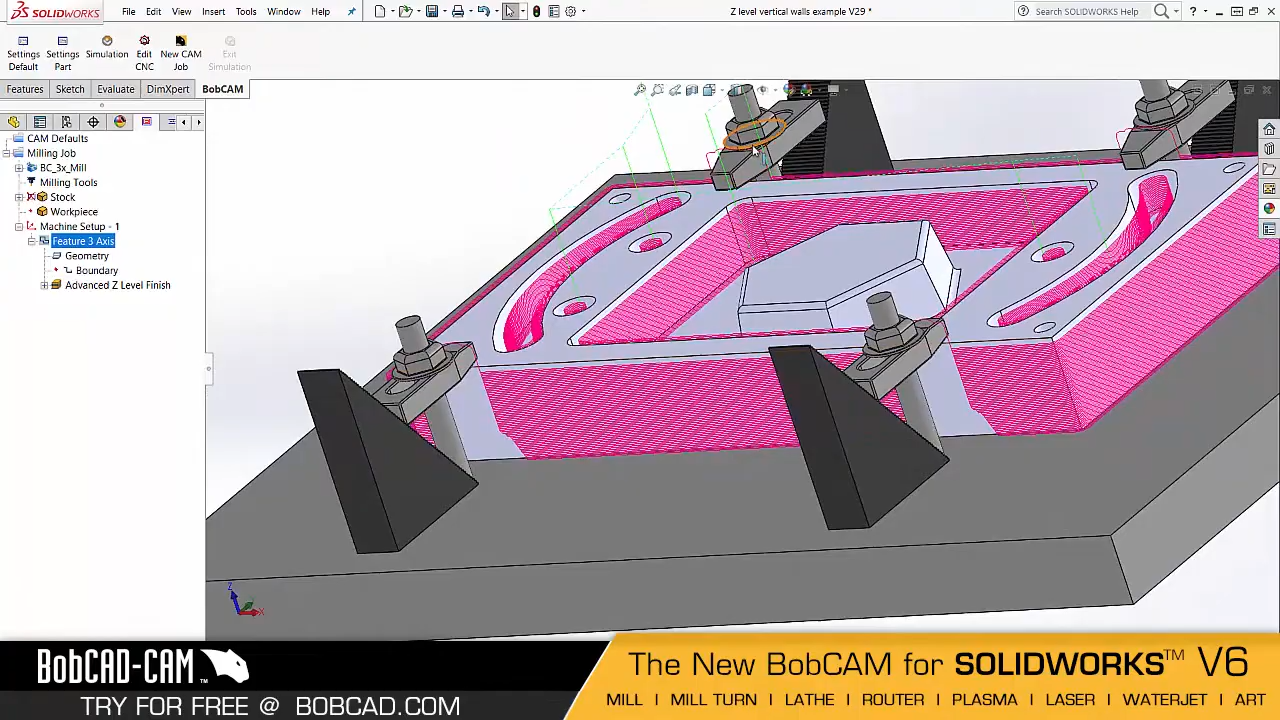 SOLIDWORKS
File Edit View Insert Tools Window Help
Z level vertical walls example V29 *
Search SOLIDWORKS Help
Settings Default
Settings Part
Simulation
Edit CNC
New CAM Job
Exit Simulation
Features Sketch Evaluate DimXpert BobCAM
CAM Defaults
Milling Job
BC_3x_Mill
Milling Tools
Stock
Workpiece
Machine Setup - 1
Feature 3 Axis
Geometry
Boundary
Advanced Z Level Finish
Z
X
BobCAD-CAM™
TRY FOR FREE @ BOBCAD.COM
The New BobCAM for SOLIDWORKS™ V6
MILL | MILL TURN | LATHE | ROUTER | PLASMA | LASER | WATERJET | ART